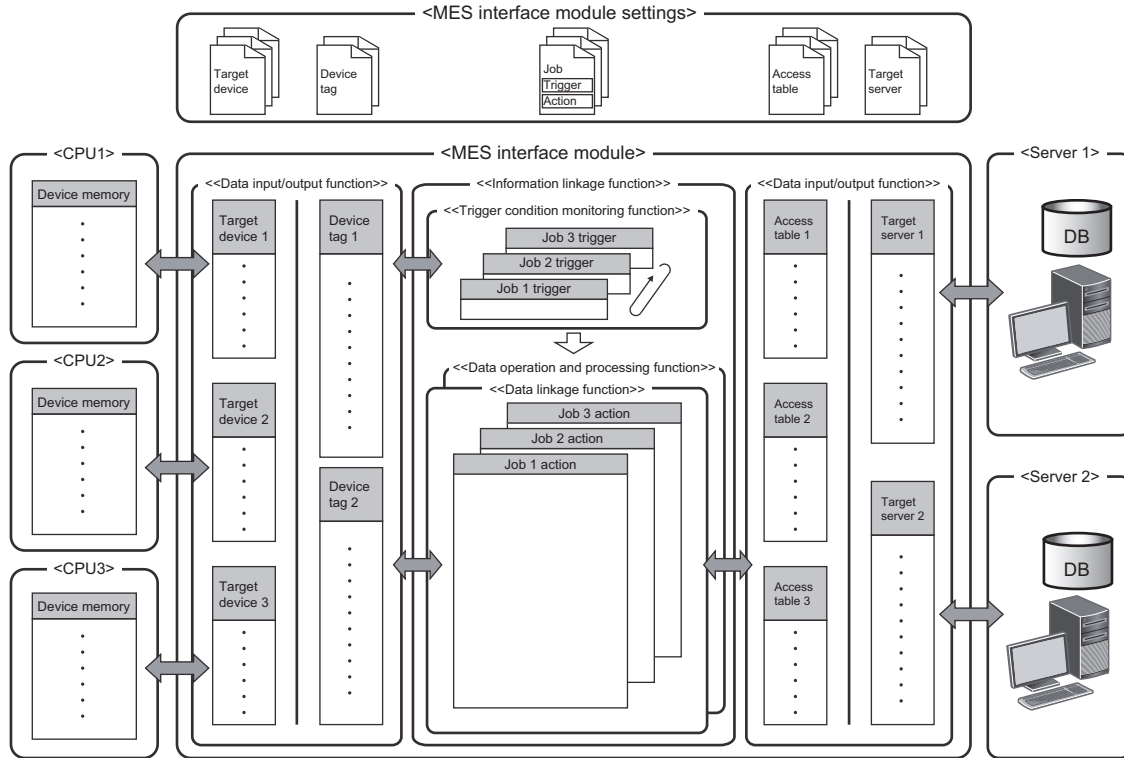 <MES interface module settings>
Target
device
Device
tag
Job
Trigger
Action
Access
table
Target
server
<CPU1>
Device memory
<CPU2>
Device memory
<CPU3>
Device memory
<MES interface module>
<<Data input/output function>>
Target
device 1
Target
device 2
Target
device 3
Device
tag 1
Device
tag 2
<<Information linkage function>>
<<Trigger condition monitoring function>>
Job 3 trigger
Job 2 trigger
Job 1 trigger
<<Data operation and processing function>>
<<Data linkage function>>
Job 3 action
Job 2 action
Job 1 action
<<Data input/output function>>
Access
table 1
Access
table 2
Access
table 3
Target
server 1
Target
server 2
<Server 1>
DB
<Server 2>
DB